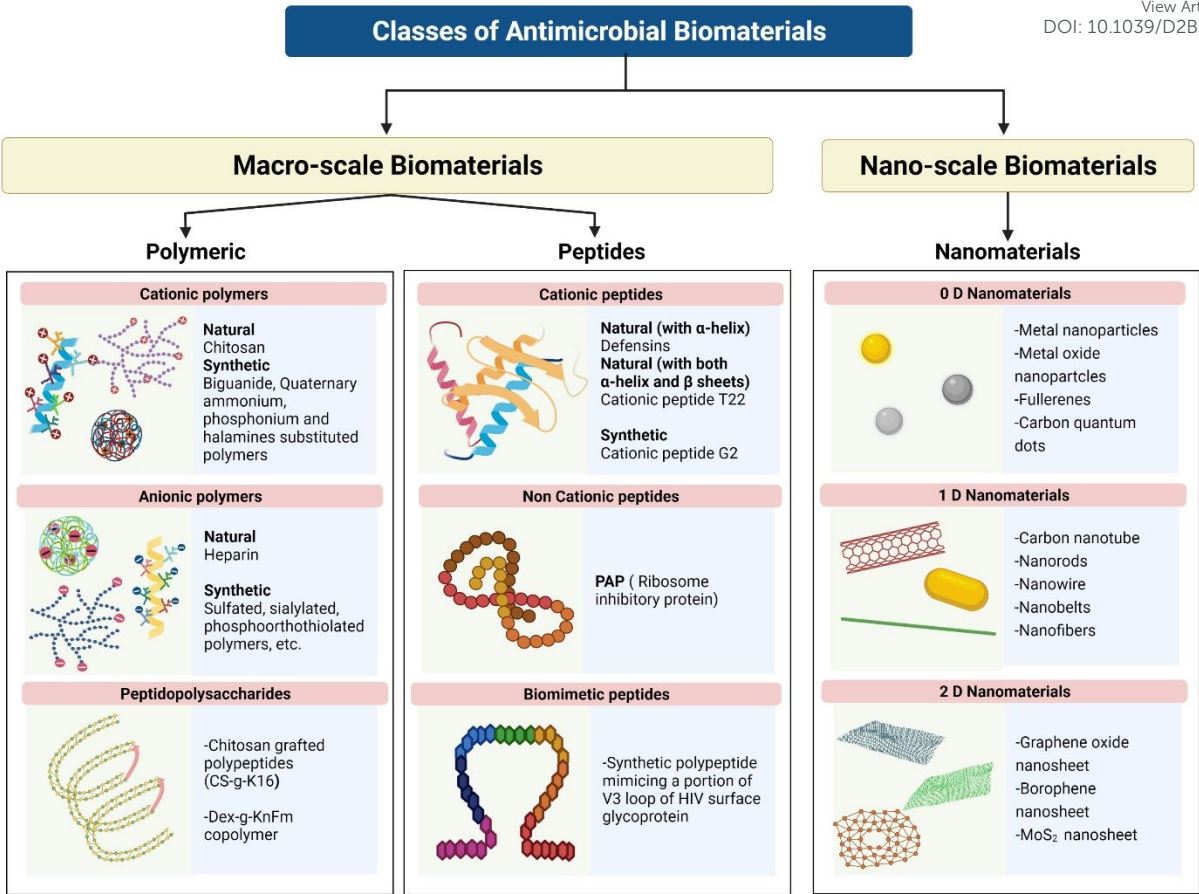 View Art
DOI: 10.1039/D2B
Classes of Antimicrobial Biomaterials
Macro-scale Biomaterials
Nano-scale Biomaterials
Polymeric
Peptides
Nanomaterials
Cationic polymers
Natural
Chitosan
Synthetic
Biguanide, Quaternary
ammonium,
phosphonium and
halamines substituted
polymers
Anionic polymers
Natural
Heparin
Synthetic
Sulfated, sialylated,
phosphoorthothiolated
polymers, etc.
Peptidopolysaccharides
-Chitosan grafted
polypeptides
(CS-g-K16)
-Dex-g-KnFm
copolymer
Cationic peptides
Natural (with α-helix)
Defensins
Natural (with both
α-helix and β sheets)
Cationic peptide T22
Synthetic
Cationic peptide G2
Non Cationic peptides
PAP ( Ribosome
inhibitory protein)
Biomimetic peptides
-Synthetic polypeptide
mimicing a portion of
V3 loop of HIV surface
glycoprotein
0 D Nanomaterials
-Metal nanoparticles
-Metal oxide
nanopartcles
-Fullerenes
-Carbon quantum
dots
1 D Nanomaterials
-Carbon nanotube
-Nanorods
-Nanowire
-Nanobelts
-Nanofibers
2 D Nanomaterials
-Graphene oxide
nanosheet
-Borophene
nanosheet
-MoS₂ nanosheet